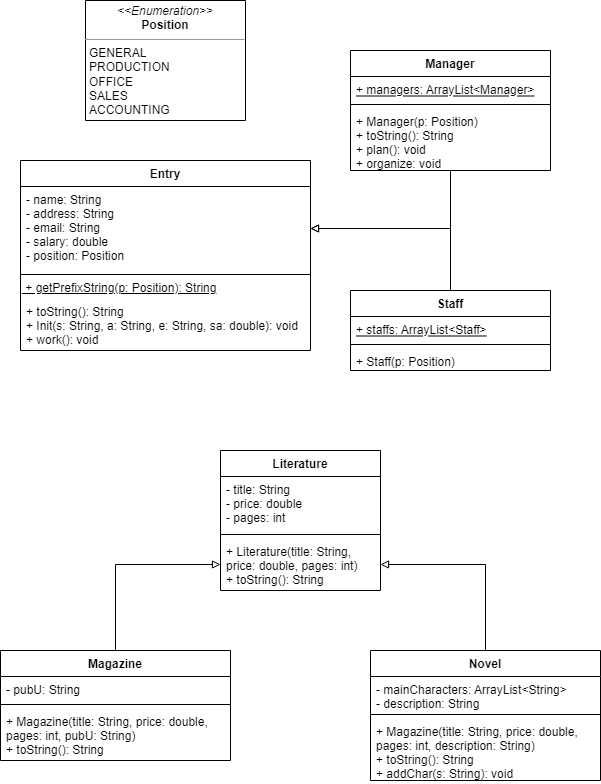 <<Enumeration>>
Position
GENERAL
PRODUCTION
OFFICE
SALES
ACCOUNTING
Manager
+ managers: ArrayList<Manager>
+ Manager(p: Position)
+ toString(): String
+ plan(): void
+ organize: void
Entry
- name: String
- address: String
- email: String
- salary: double
- position: Position
+ getPrefixString(p: Position): String
+ toString(): String
+ Init(s: String, a: String, e: String, sa: double): void
+ work(): void
Staff
+ staffs: ArrayList<Staff>
+ Staff(p: Position)
Literature
- title: String
- price: double
- pages: int
+ Literature(title: String,
price: double, pages: int)
+ toString(): String
Magazine
- pubU: String
+ Magazine(title: String, price: double,
pages: int, pubU: String)
+ toString(): String
Novel
- mainCharacters: ArrayList<String>
- description: String
+ Magazine(title: String, price: double,
pages: int, description: String)
+ toString(): String
+ addChar(s: String): void